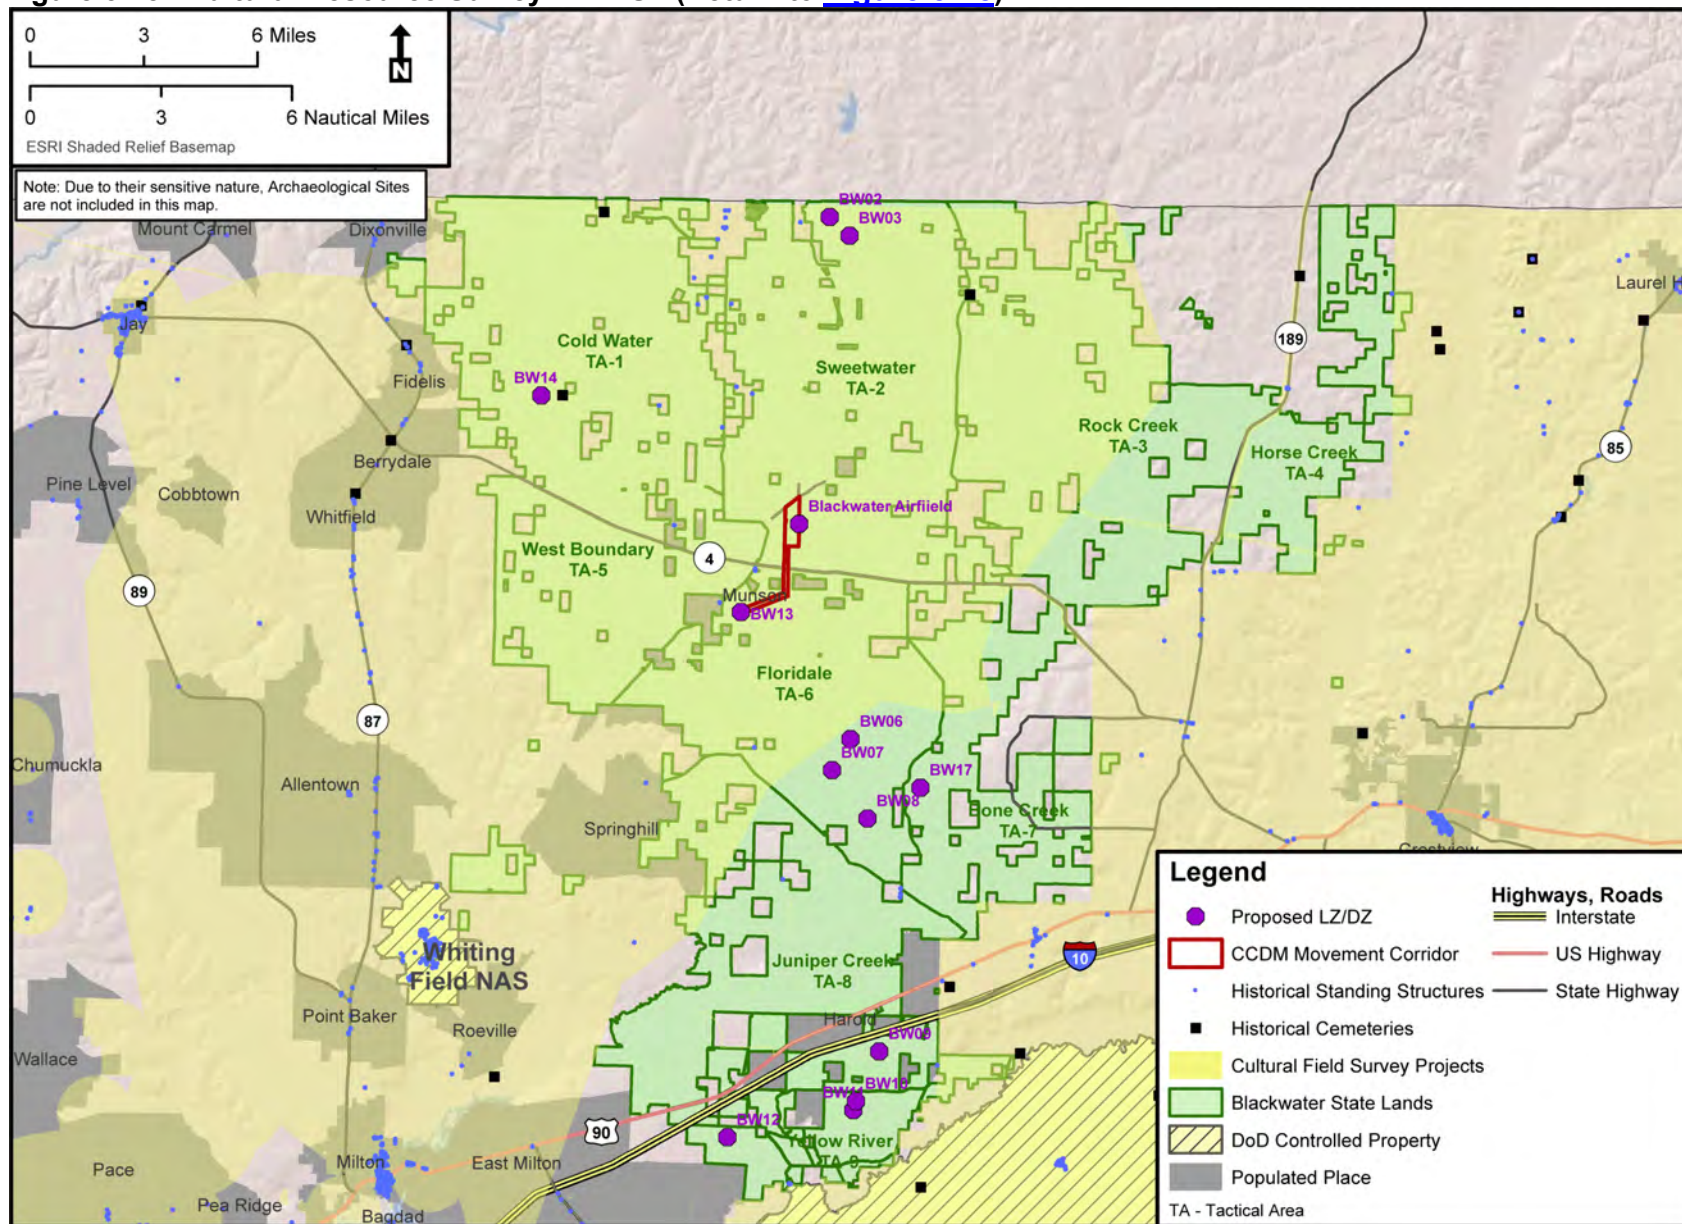 0 3 6 Miles
N
0 3 6 Nautical Miles
ESRI Shaded Relief Basemap
Note: Due to their sensitive nature, Archaeological Sites
are not included in this map.
Mount Carmel
Dixonville
BW02
BW03
Laurel H
Jay
189
Cold Water
TA-1
Sweetwater
TA-2
Fidelis
BW14
Rock Creek
TA-3
Horse Creek
TA-4
85
Berrydale
Pine Level
Cobbtown
Whitfield
Blackwater Airfiield
West Boundary
TA-5
4
89
Munson
BW13
Floridale
TA-6
87
BW06
BW07
Chumuckla
Allentown
BW17
BW08
Bone Creek
TA-7
Springhill
Crestview
Whiting
Field NAS
Juniper Creek
TA-8
10
Point Baker
Roeville
Harold
BW09
Wallace
BW10
BW11
BW12
90
Yellow River
TA-9
Pace
Milton
East Milton
Pea Ridge
Bagdad
Legend
Proposed LZ/DZ
CCDM Movement Corridor
Historical Standing Structures
Historical Cemeteries
Cultural Field Survey Projects
Blackwater State Lands
DoD Controlled Property
Populated Place
TA - Tactical Area
Highways, Roads
Interstate
US Highway
State Highway